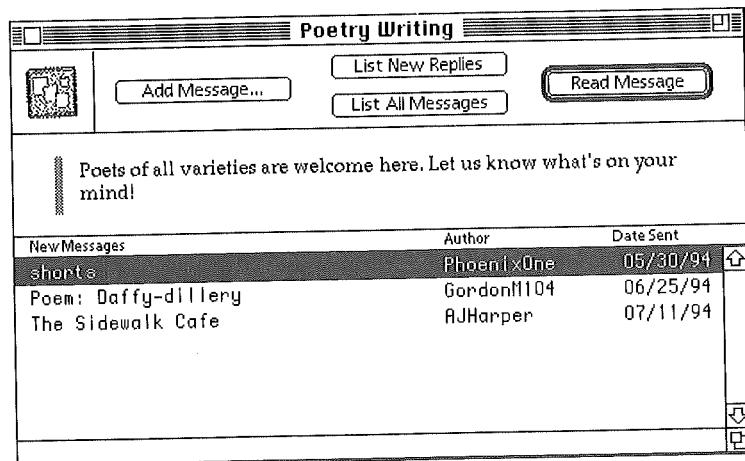 Poetry Writing
Add Message...
List New Replies
List All Messages
Read Message
Poets of all varieties are welcome here. Let us know what's on your
mind!
New Messages Author Date Sent
shorts PhoenixOne 05/30/94
Poem: Daffy-dillery GordonM104 06/25/94
The Sidewalk Cafe AJHarper 07/11/94